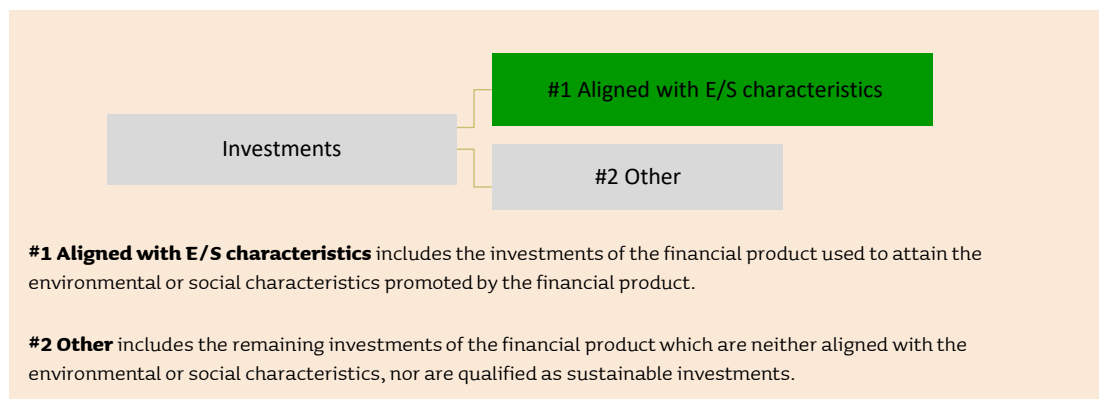 #1 Aligned with E/S characteristics
Investments
#2 Other
#1 Aligned with E/S characteristics includes the investments of the financial product used to attain the
environmental or social characteristics promoted by the financial product.
#2 Other includes the remaining investments of the financial product which are neither aligned with the
environmental or social characteristics, nor are qualified as sustainable investments.